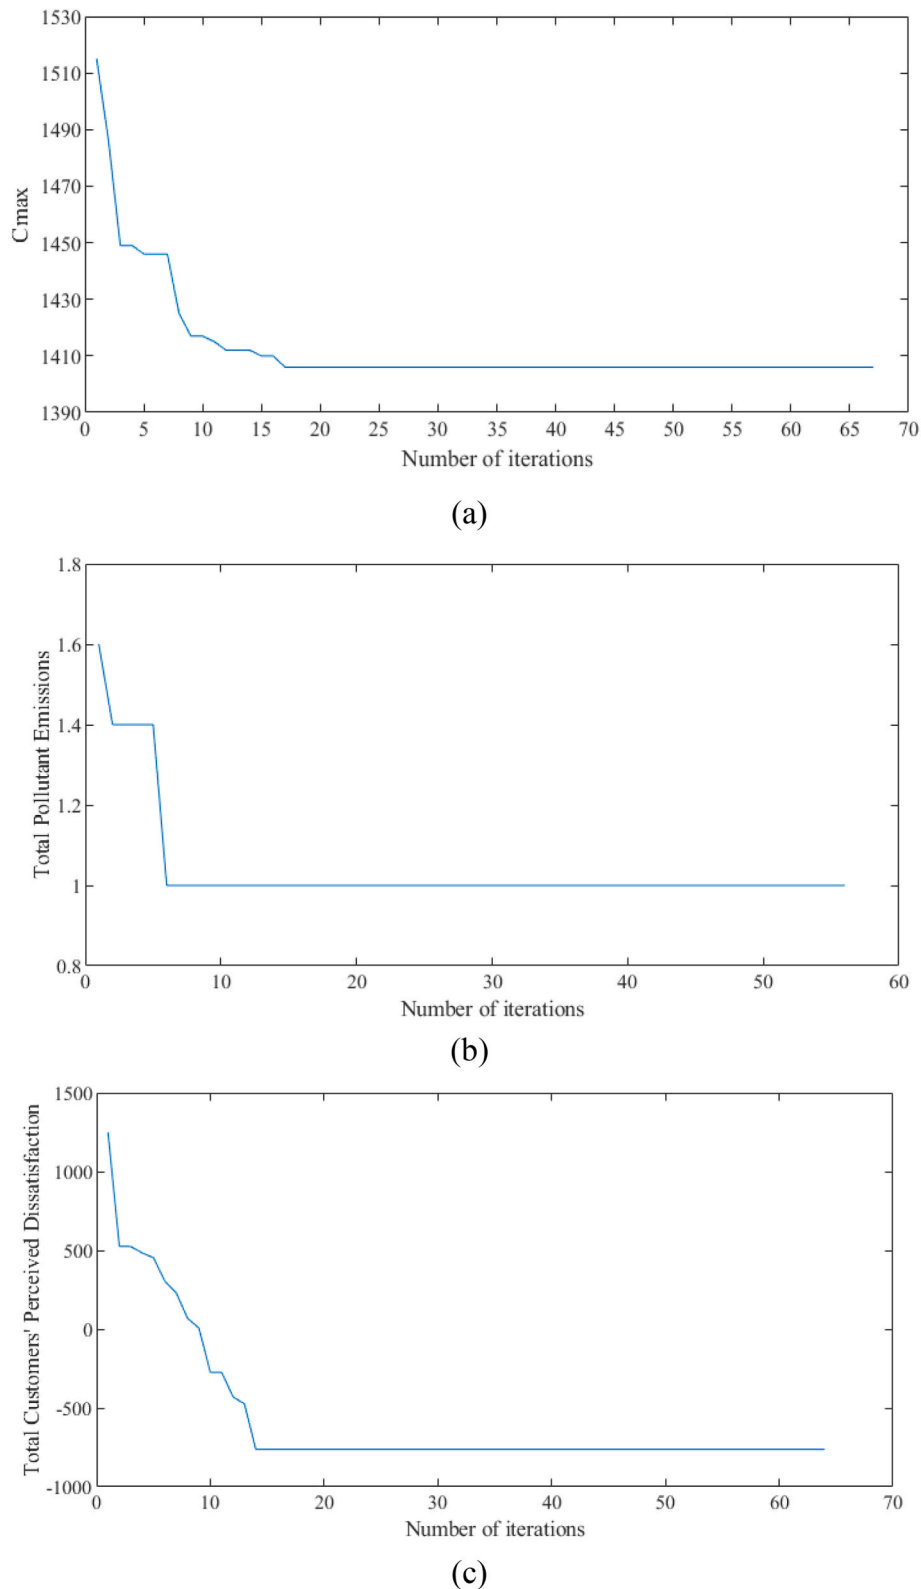 1530
1510
1490
1470
1450
1430
1410
1390
Cmax
0 5 10 15 20 25 30 35 40 45 50 55 60 65 70
Number of iterations
(a)
1.8
1.6
1.4
1.2
1
0.8
Total Pollutant Emissions
0 10 20 30 40 50 60
Number of iterations
(b)
1500
1000
500
0
-500
-1000
Total Customers' Perceived Dissatisfaction
0 10 20 30 40 50 60 70
Number of iterations
(c)